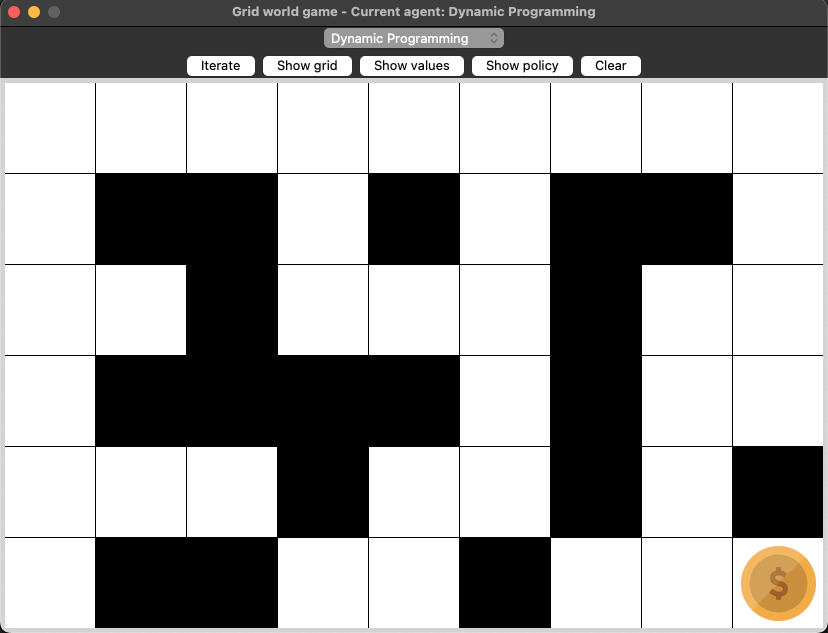 Grid world game - Current agent: Dynamic Programming
Dynamic Programming
Iterate Show grid Show values Show policy Clear
$